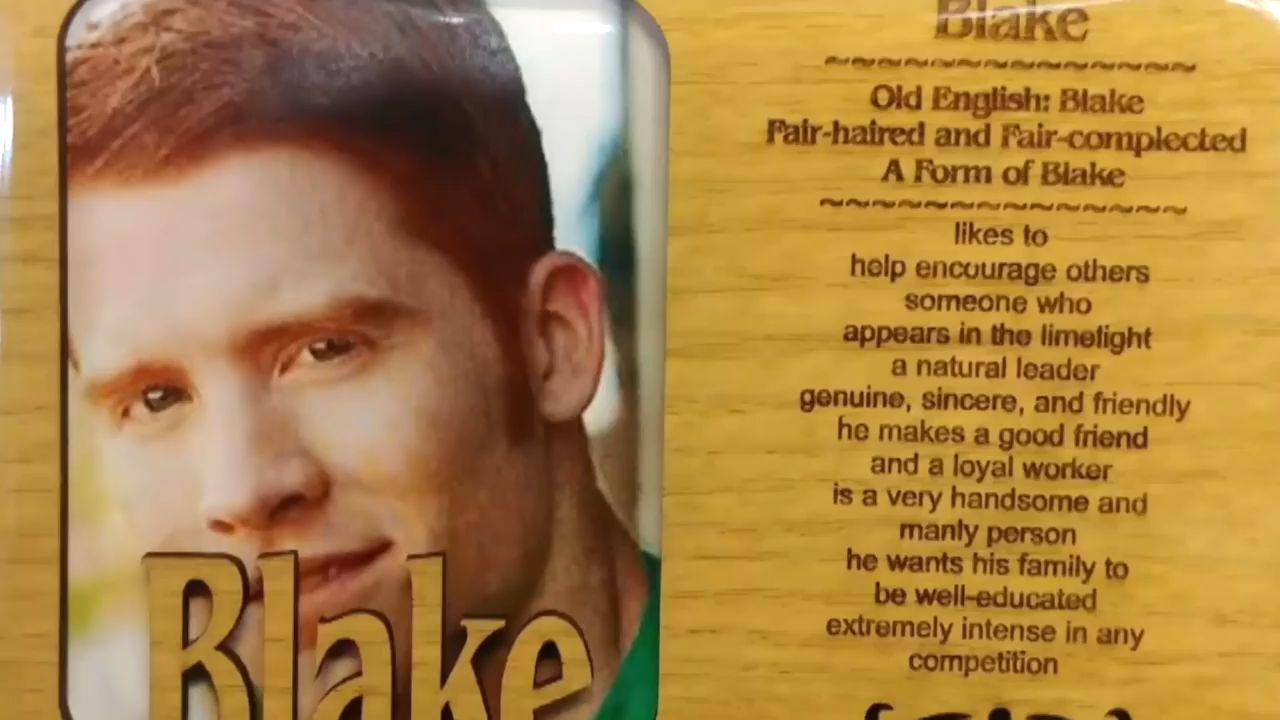 Blake
Blake
~~~~~~~~~~~~~~
Old English: Blake
Fair-haired and Fair-complected
A Form of Blake
~~~~~~~~~~~~~~
likes to
help encourage others
someone who
appears in the limelight
a natural leader
genuine, sincere, and friendly
he makes a good friend
and a loyal worker
is a very handsome and
manly person
he wants his family to
be well-educated
extremely intense in any
competition